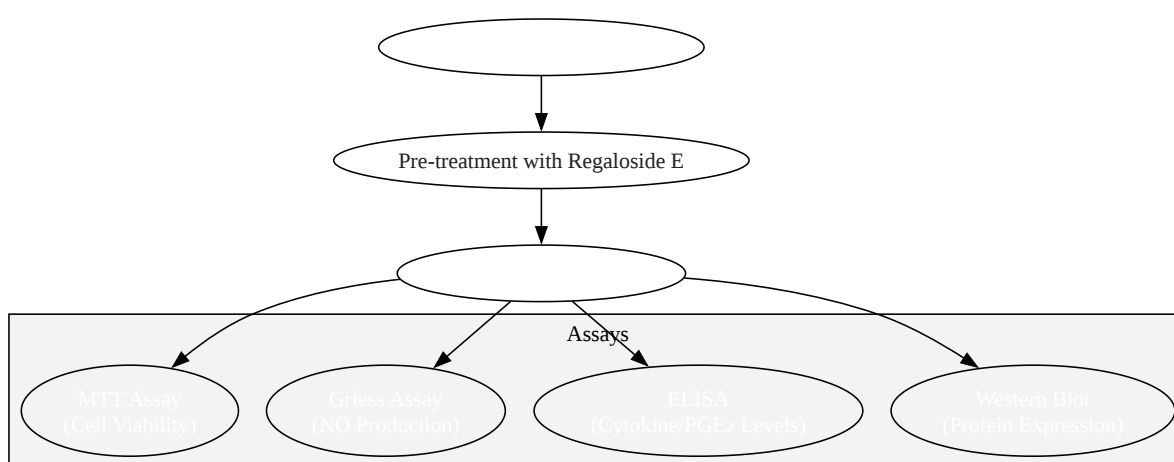 Pre-treatment with Regaloside E
Assays
MTT Assay
(Cell Viability)
Griess Assay
(NO Production)
ELISA
(Cytokine/PGE₂ Levels)
Western Blot
(Protein Expression)